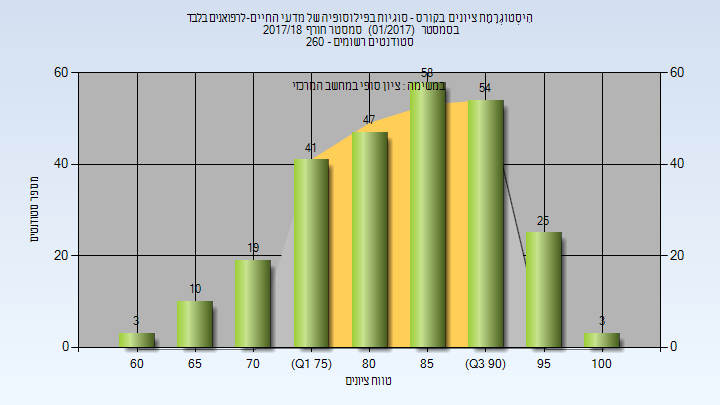 היסטוגרמת ציונים בקורס - סוגיות בפילוסופיה של מדעי החיים-לרפואנים בלבד
בסמסטר (01/2017) סמסטר חורף 2017/18
סטודנטים רשומים - 260
במשימה : ציון סופי במחשב המרכזי
60 60
40 40
20 20
0 0
מספר סטודנטים
3 10 19 41 47 58 54 25 3
60 65 70 (Q1 75) 80 85 (Q3 90) 95 100
טווח ציונים